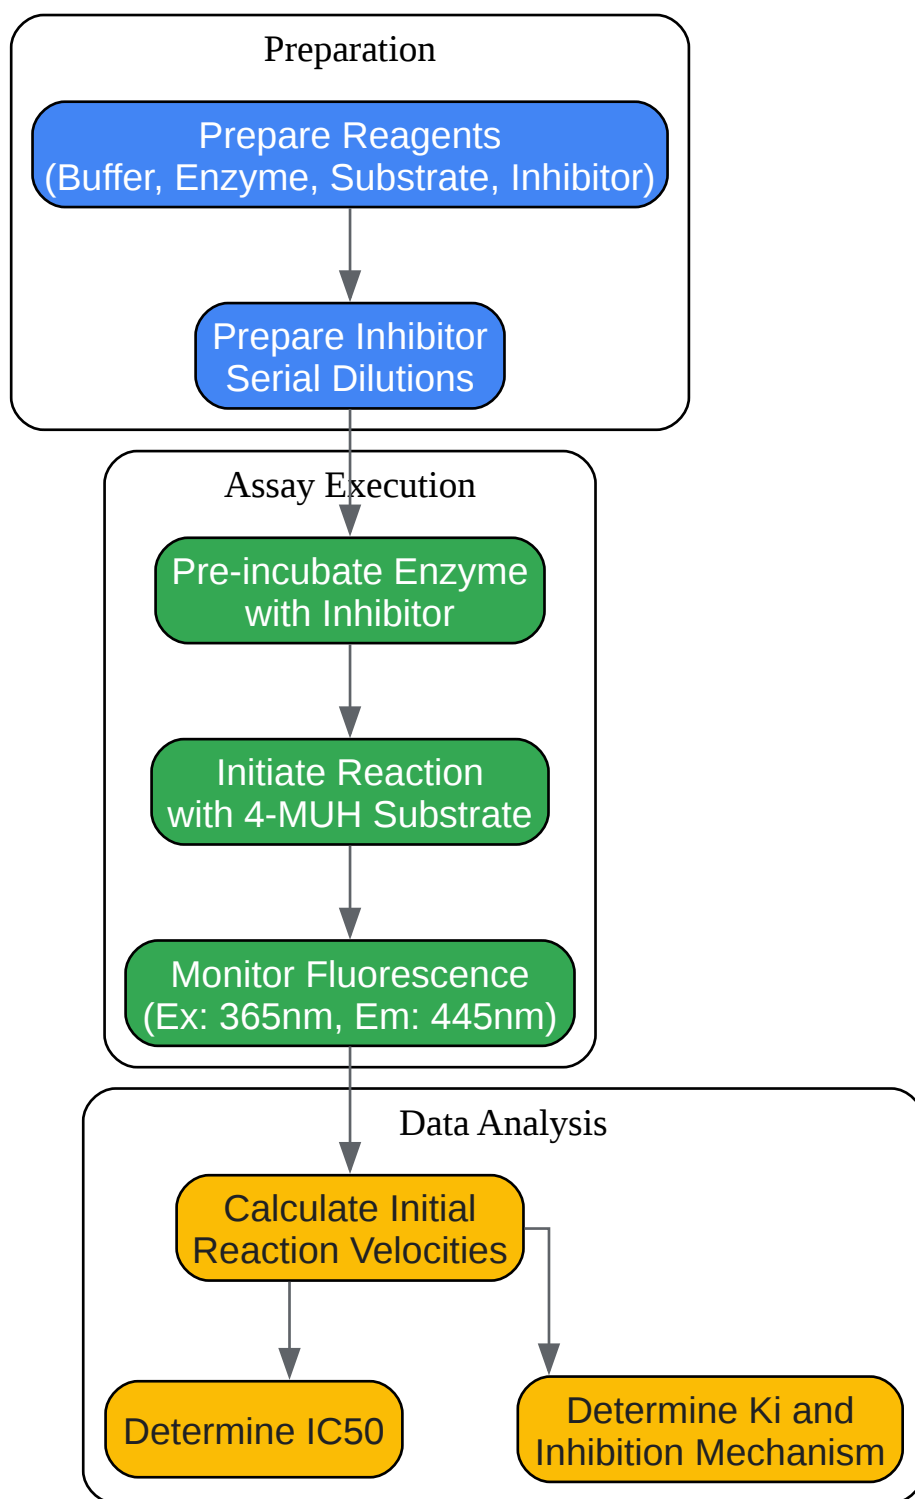 Preparation
Prepare Reagents
(Buffer, Enzyme, Substrate, Inhibitor)
Prepare Inhibitor
Serial Dilutions
Assay Execution
Pre-incubate Enzyme
with Inhibitor
Initiate Reaction
with 4-MUH Substrate
Monitor Fluorescence
(Ex: 365nm, Em: 445nm)
Data Analysis
Calculate Initial
Reaction Velocities
Determine IC50
Determine Ki and
Inhibition Mechanism